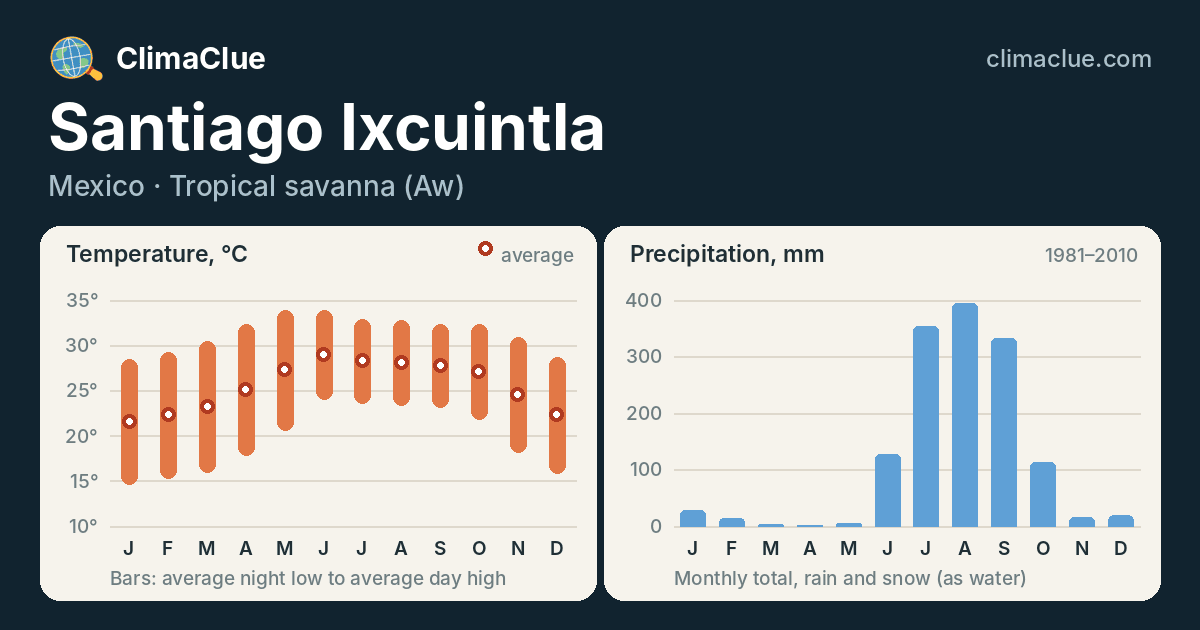 ClimaClue
climaclue.com
Santiago Ixcuintla
Mexico · Tropical savanna (Aw)
Temperature, °C
average
35°
30°
25°
20°
15°
10°
J F M A M J J A S O N D
Bars: average night low to average day high
Precipitation, mm
1981–2010
400
300
200
100
0
J F M A M J J A S O N D
Monthly total, rain and snow (as water)